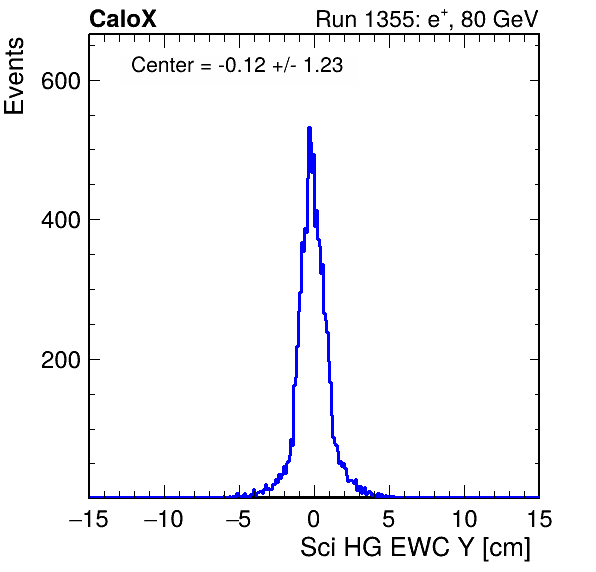 CaloX Run 1355: e+, 80 GeV
Events
Center = -0.12 +/- 1.23
600
400
200
−15 −10 −5 0 5 10 15
Sci HG EWC Y [cm]